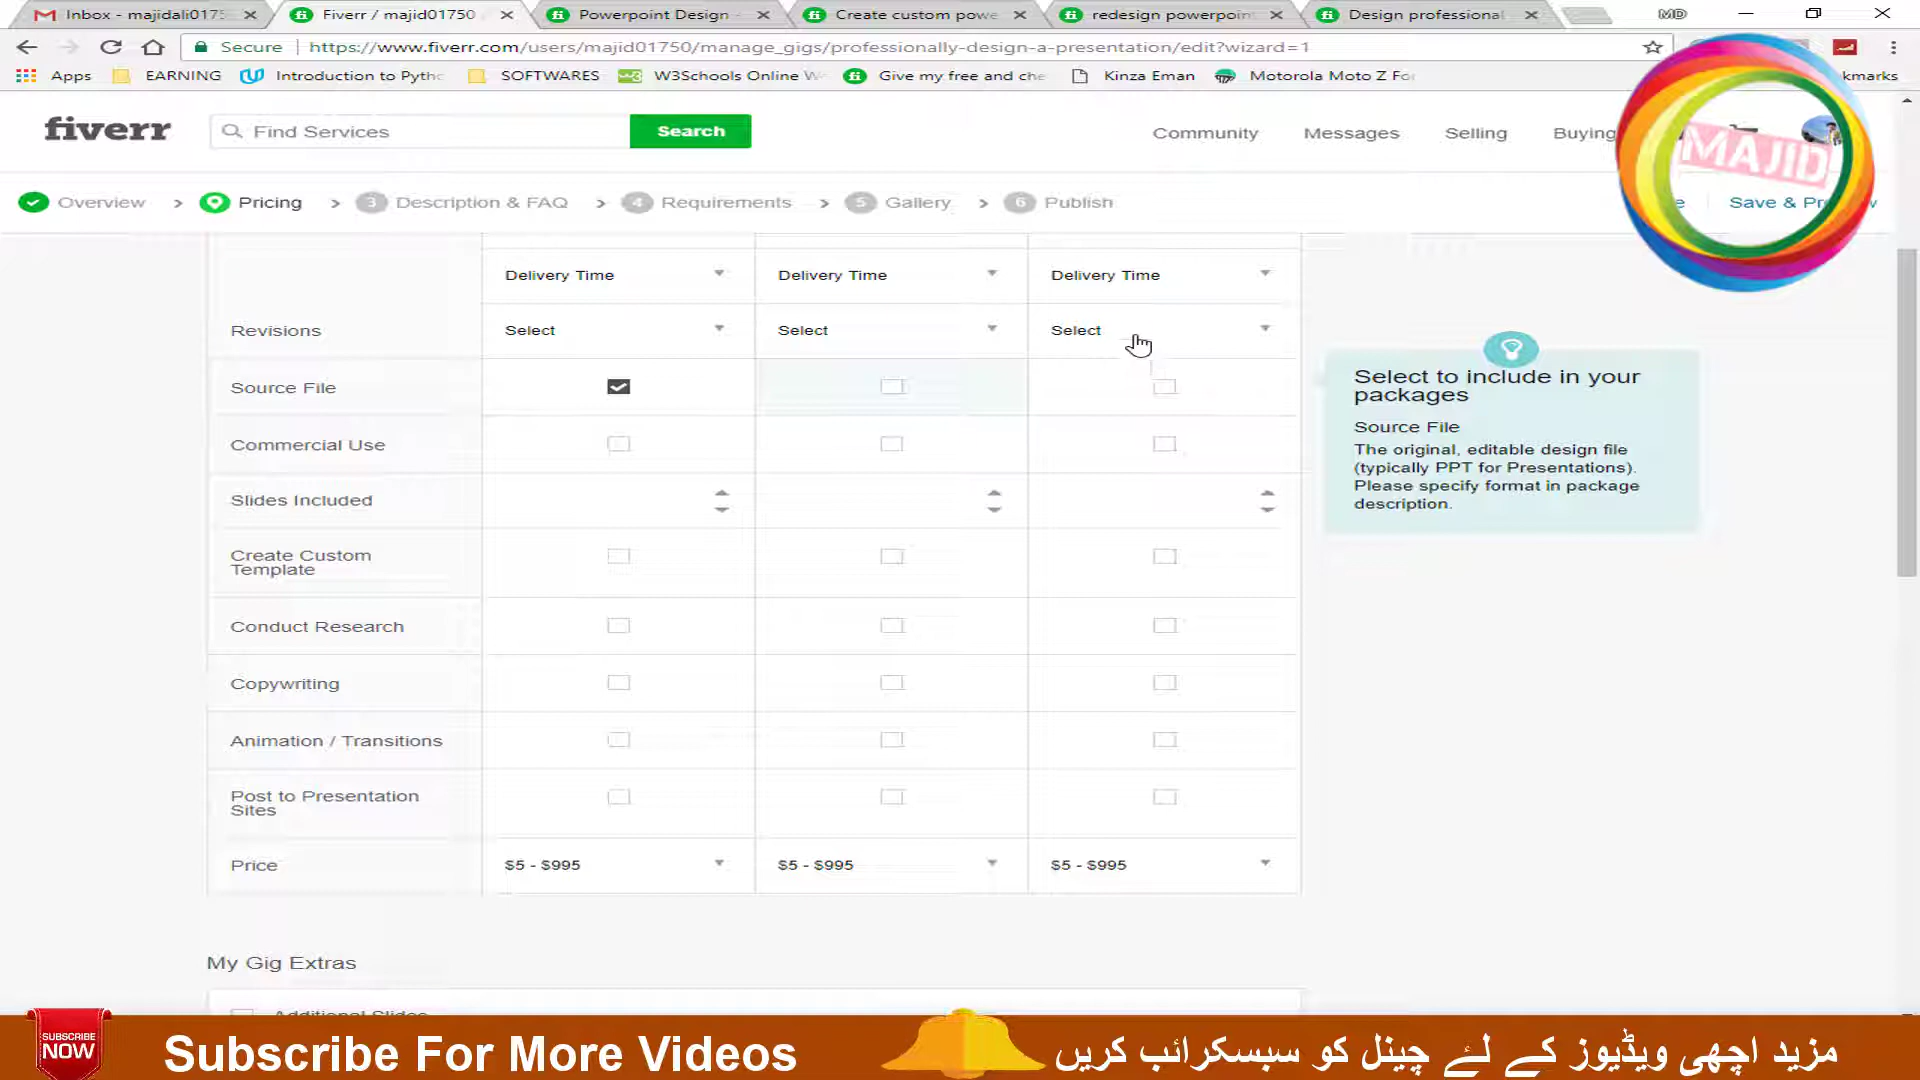 Inbox - majidali0175
Fiverr / majid01750
Powerpoint Design -
Create custom powe
redesign powerpoin
Design professional
MD
Secure
https://www.fiverr.com/users/majid01750/manage_gigs/professionally-design-a-presentation/edit?wizard=1
Apps
EARNING
Introduction to Pytho
SOFTWARES
W3Schools Online W
Give my free and che
Kinza Eman
Motorola Moto Z Fo
kmarks
fiverr
Find Services
Search
Community
Messages
Selling
Buying
MAJID
Overview
Pricing
3 Description & FAQ
4 Requirements
5 Gallery
6 Publish
e
Save & Pr
w
Delivery Time
Delivery Time
Delivery Time
Revisions
Select
Select
Select
Source File
Commercial Use
Slides Included
Create Custom
Template
Conduct Research
Copywriting
Animation / Transitions
Post to Presentation
Sites
Price
$5 - $995
$5 - $995
$5 - $995
Select to include in your
packages
Source File
The original, editable design file
(typically PPT for Presentations).
Please specify format in package
description.
My Gig Extras
Additional Slides
SUBSCRIBE
NOW
Subscribe For More Videos
مزید اچھی ویڈیوز کے لئے چینل کو سبسکرائب کریں